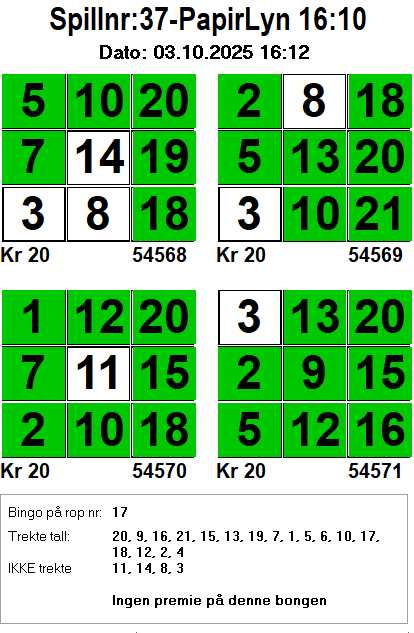 Spillnr:37-PapirLyn 16:10
Dato: 03.10.2025 16:12
5 10 20
7 14 19
3 8 18
Kr 20 54568
2 8 18
5 13 20
3 10 21
Kr 20 54569
1 12 20
7 11 15
2 10 18
Kr 20 54570
3 13 20
2 9 15
5 12 16
Kr 20 54571
Bingo på rop nr: 17
Trekte tall: 20, 9, 16, 21, 15, 13, 19, 7, 1, 5, 6, 10, 17,
18, 12, 2, 4
IKKE trekte 11, 14, 8, 3
Ingen premie på denne bongen